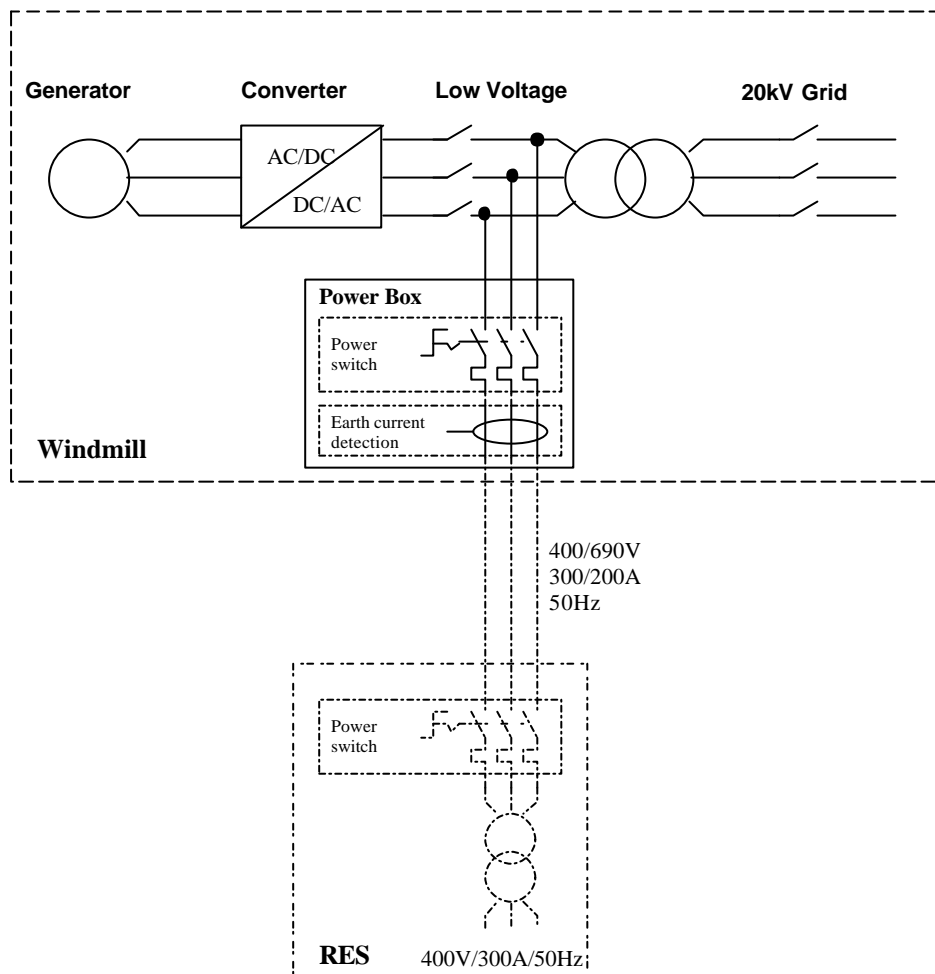 Generator Converter Low Voltage 20kV Grid
AC/DC
DC/AC
Power Box
Power
switch
Earth current
detection
Windmill
400/690V
300/200A
50Hz
Power
switch
RES 400V/300A/50Hz